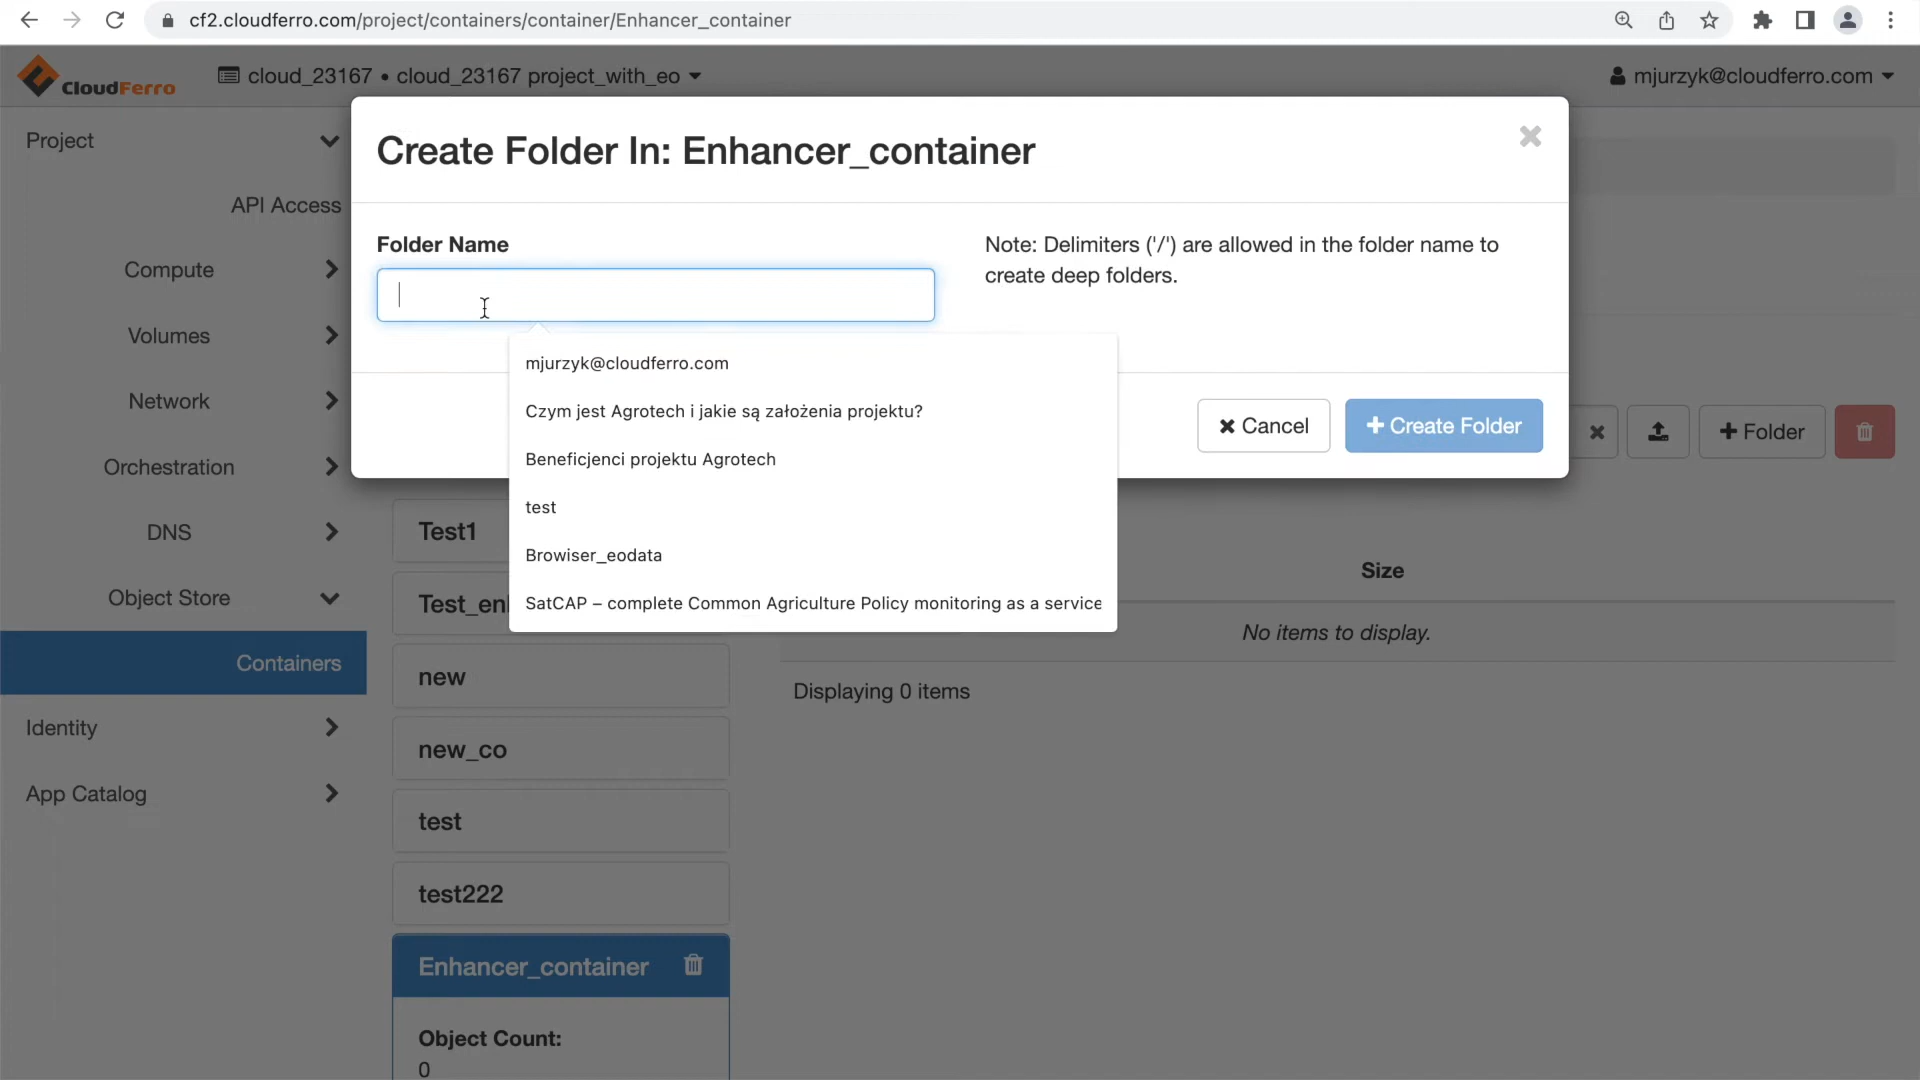 cf2.cloudferro.com/project/containers/container/Enhancer_container
CloudFerro
cloud_23167 • cloud_23167 project_with_eo
mjurzyk@cloudferro.com
Project
API Access
Compute
Volumes
Network
Orchestration
DNS
Object Store
Containers
Identity
App Catalog
Create Folder In: Enhancer_container
Folder Name
Note: Delimiters ('/') are allowed in the folder name to
create deep folders.
mjurzyk@cloudferro.com
Czym jest Agrotech i jakie są założenia projektu?
Beneficjenci projektu Agrotech
test
Browiser_eodata
SatCAP – complete Common Agriculture Policy monitoring as a service
Cancel
Create Folder
Folder
Test1
Test_en
new
new_co
test
test222
Enhancer_container
Object Count:
0
Size
No items to display.
Displaying 0 items